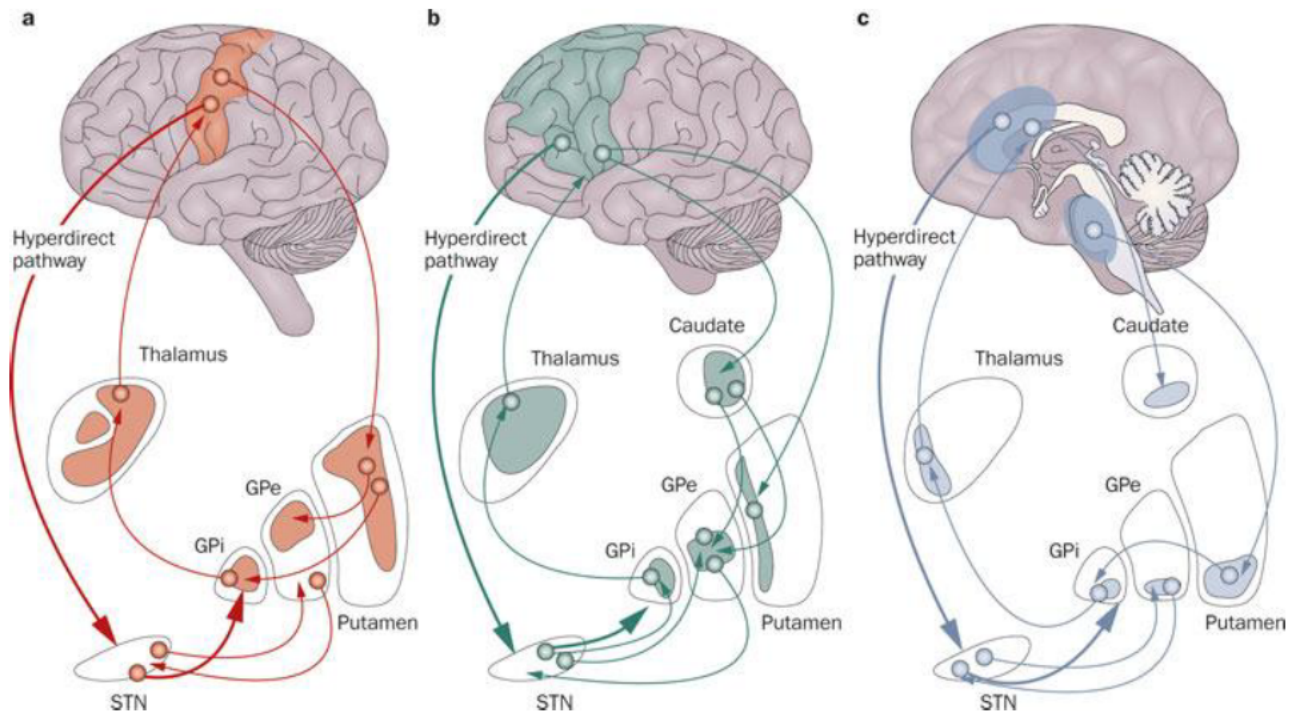 a
Hyperdirect
pathway
Thalamus
GPe
GPi
Putamen
STN
b
Hyperdirect
pathway
Caudate
Thalamus
GPe
GPi
Putamen
STN
c
Hyperdirect
pathway
Caudate
Thalamus
GPe
GPi
Putamen
STN